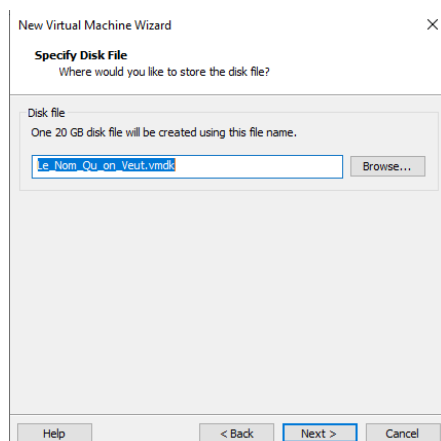 New Virtual Machine Wizard
Specify Disk File
Where would you like to store the disk file?
Disk file
One 20 GB disk file will be created using this file name.
Le_Nom_Qu_on_Veut.vmdk
Browse...
Help
< Back
Next >
Cancel